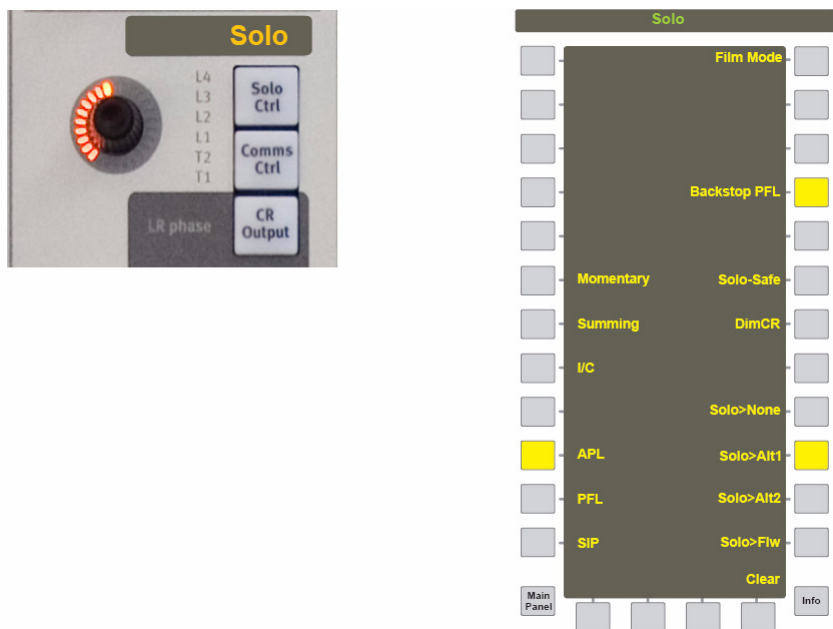 Solo
L4
L3
L2
L1
T2
T1
Solo
Ctrl
Comms
Ctrl
LR phase
CR
Output
Solo
Film Mode
Backstop PFL
Momentary
Solo-Safe
Summing
DimCR
I/C
Solo>None
APL
Solo>Alt1
PFL
Solo>Alt2
SIP
Solo>Flw
Clear
Main
Panel
Info